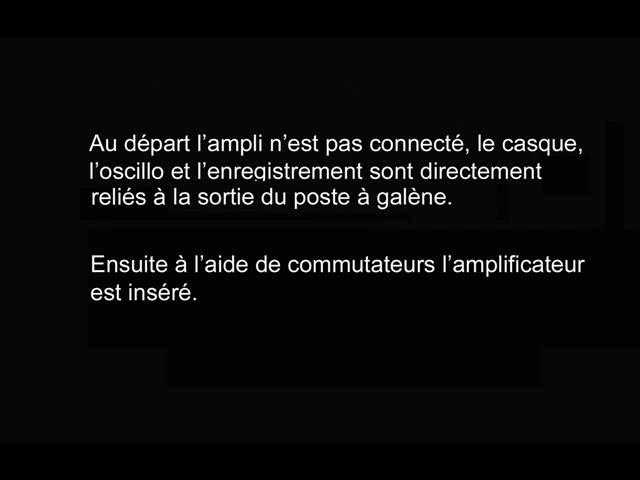 Au départ l’ampli n’est pas connecté, le casque,
l’oscillo et l’enregistrement sont directement
reliés à la sortie du poste à galène.
Ensuite à l’aide de commutateurs l’amplificateur
est inséré.